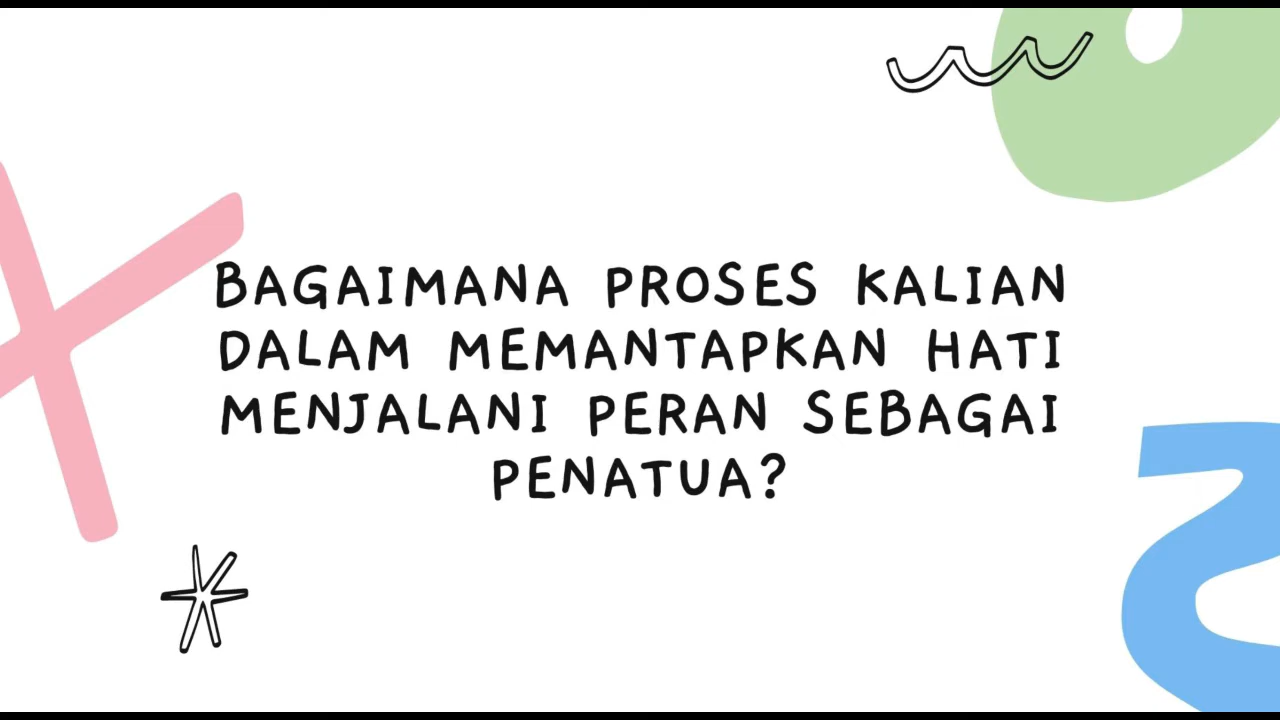 BAGAIMANA PROSES KALIAN
DALAM MEMANTAPKAN HATI
MENJALANI PERAN SEBAGAI
PENATUA?